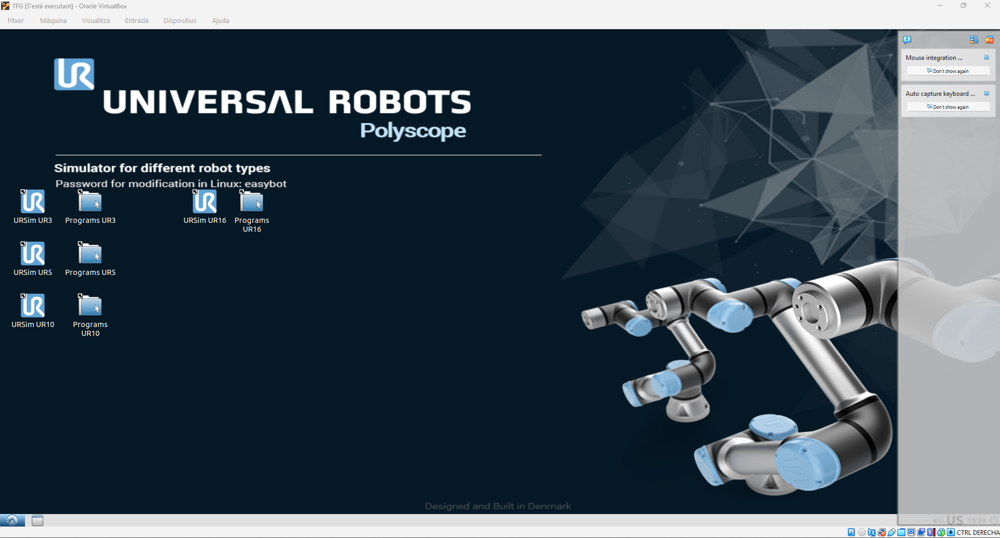 TFG [S'està executant] - Oracle VirtualBox
Fitxer Màquina Visualitza Entrada Dispositius Ajuda
UR
UNIVERSAL ROBOTS
Polyscope
Simulator for different robot types
Password for modification in Linux: easybot
URSim UR3
Programs UR3
URSim UR16
Programs
UR16
URSim UR5
Programs UR5
URSim UR10
Programs
UR10
Mouse integration ...
Don't show again
Auto capture keyboard ...
Don't show again
Designed and Built in Denmark
US 15:39
CTRL DERECHA